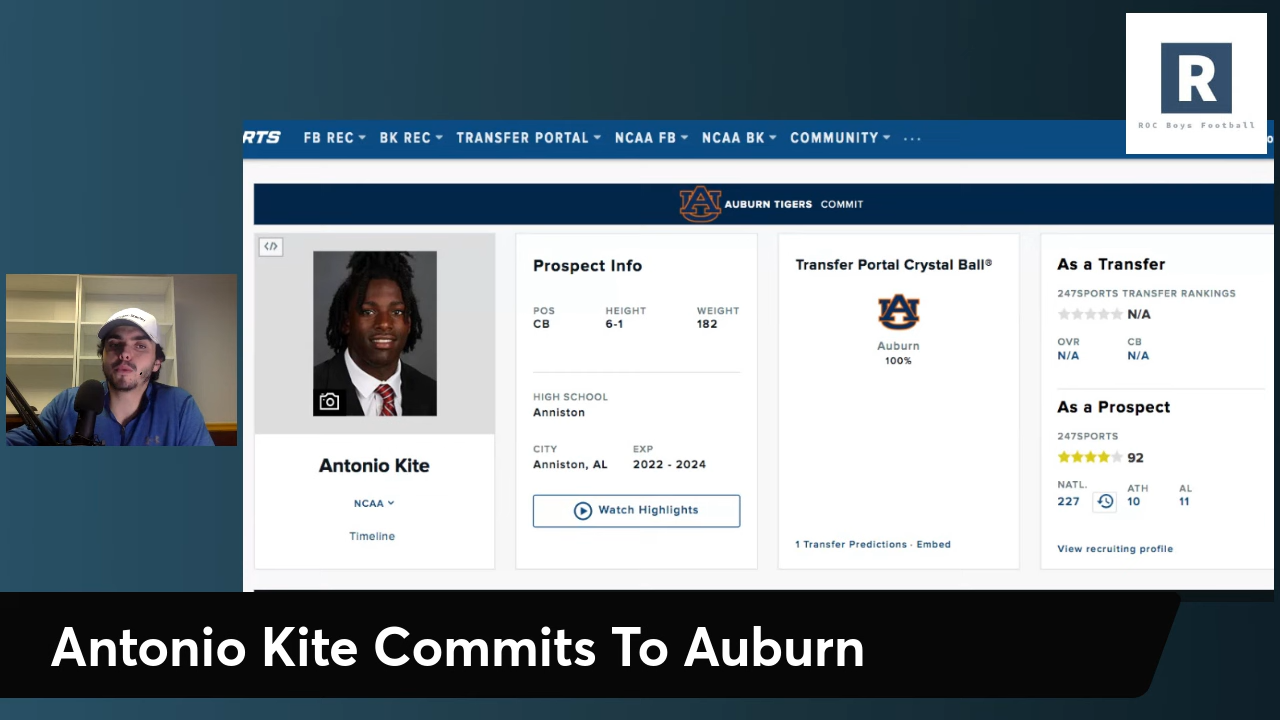 R
ROC Boys Football
RTS FB REC BK REC TRANSFER PORTAL NCAA FB NCAA BK COMMUNITY ...
AUBURN TIGERS COMMIT
</>
Antonio Kite
NCAA
Timeline
Prospect Info
POS HEIGHT WEIGHT
CB 6-1 182
HIGH SCHOOL
Anniston
CITY EXP
Anniston, AL 2022 - 2024
Watch Highlights
Transfer Portal Crystal Ball®
Auburn
100%
1 Transfer Predictions · Embed
As a Transfer
247SPORTS TRANSFER RANKINGS
N/A
OVR CB
N/A N/A
As a Prospect
247SPORTS
92
NATL. ATH AL
227 10 11
View recruiting profile
Antonio Kite Commits To Auburn